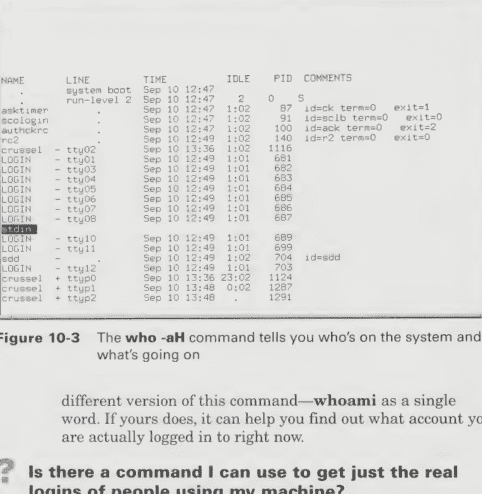 NAME LINE TIME IDLE PID COMMENTS
. system boot Sep 10 12:47
. run-level 2 Sep 10 12:47 2 0 S
asktimer . Sep 10 12:47 1:02 87 id=ck term=0 exit=1
scologin . Sep 10 12:47 1:02 91 id=sclb term=0 exit=0
authckrc . Sep 10 12:47 1:02 100 id=ack term=0 exit=2
rc2 . Sep 10 12:49 1:02 140 id=r2 term=0 exit=0
crussel - tty02 Sep 10 13:36 1:02 1116
LOGIN - tty01 Sep 10 12:49 1:01 681
LOGIN - tty03 Sep 10 12:49 1:01 682
LOGIN - tty04 Sep 10 12:49 1:01 683
LOGIN - tty05 Sep 10 12:49 1:01 684
LOGIN - tty06 Sep 10 12:49 1:01 685
LOGIN - tty07 Sep 10 12:49 1:01 686
LOGIN - tty08 Sep 10 12:49 1:01 687
stdin
LOGIN - tty10 Sep 10 12:49 1:01 689
LOGIN - tty11 Sep 10 12:49 1:01 699
sdd - . Sep 10 12:49 1:02 704 id=sdd
LOGIN - tty12 Sep 10 12:49 1:01 703
crussel + ttyp0 Sep 10 13:36 23:02 1124
crussel + ttyp1 Sep 10 13:48 0:02 1287
crussel + ttyp2 Sep 10 13:48 . 1291
Figure 10-3 The who -aH command tells you who's on the system and
what's going on
different version of this command—whoami as a single
word. If yours does, it can help you find out what account yo
are actually logged in to right now.
? Is there a command I can use to get just the real
logins of people using my machine?